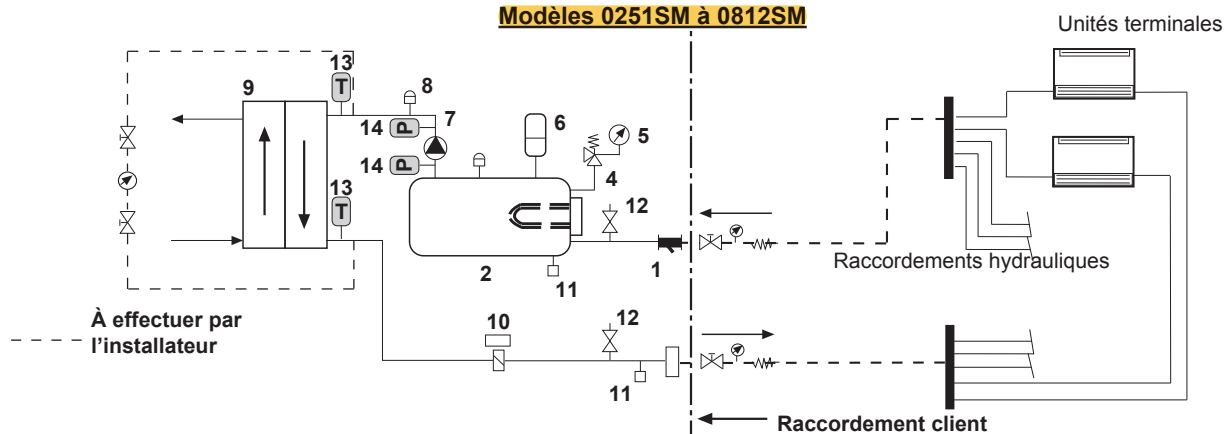 Modèles 0251SM à 0812SM
Unités terminales
13
T
9
8
14
P
7
6
5
14
P
4
13
T
12
2
11
1
Raccordements hydrauliques
À effectuer par
l'installateur
10
12
11
Raccordement client